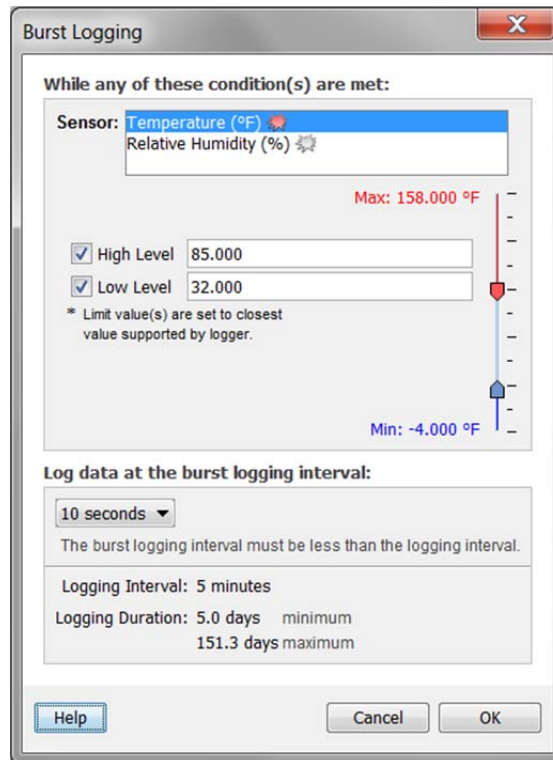 Burst Logging
While any of these condition(s) are met:
Sensor: Temperature (ºF)
Relative Humidity (%)
Max: 158.000 ºF
High Level 85.000
Low Level 32.000
* Limit value(s) are set to closest
value supported by logger.
Min: -4.000 ºF
Log data at the burst logging interval:
10 seconds
The burst logging interval must be less than the logging interval.
Logging Interval: 5 minutes
Logging Duration: 5.0 days minimum
151.3 days maximum
Help Cancel OK